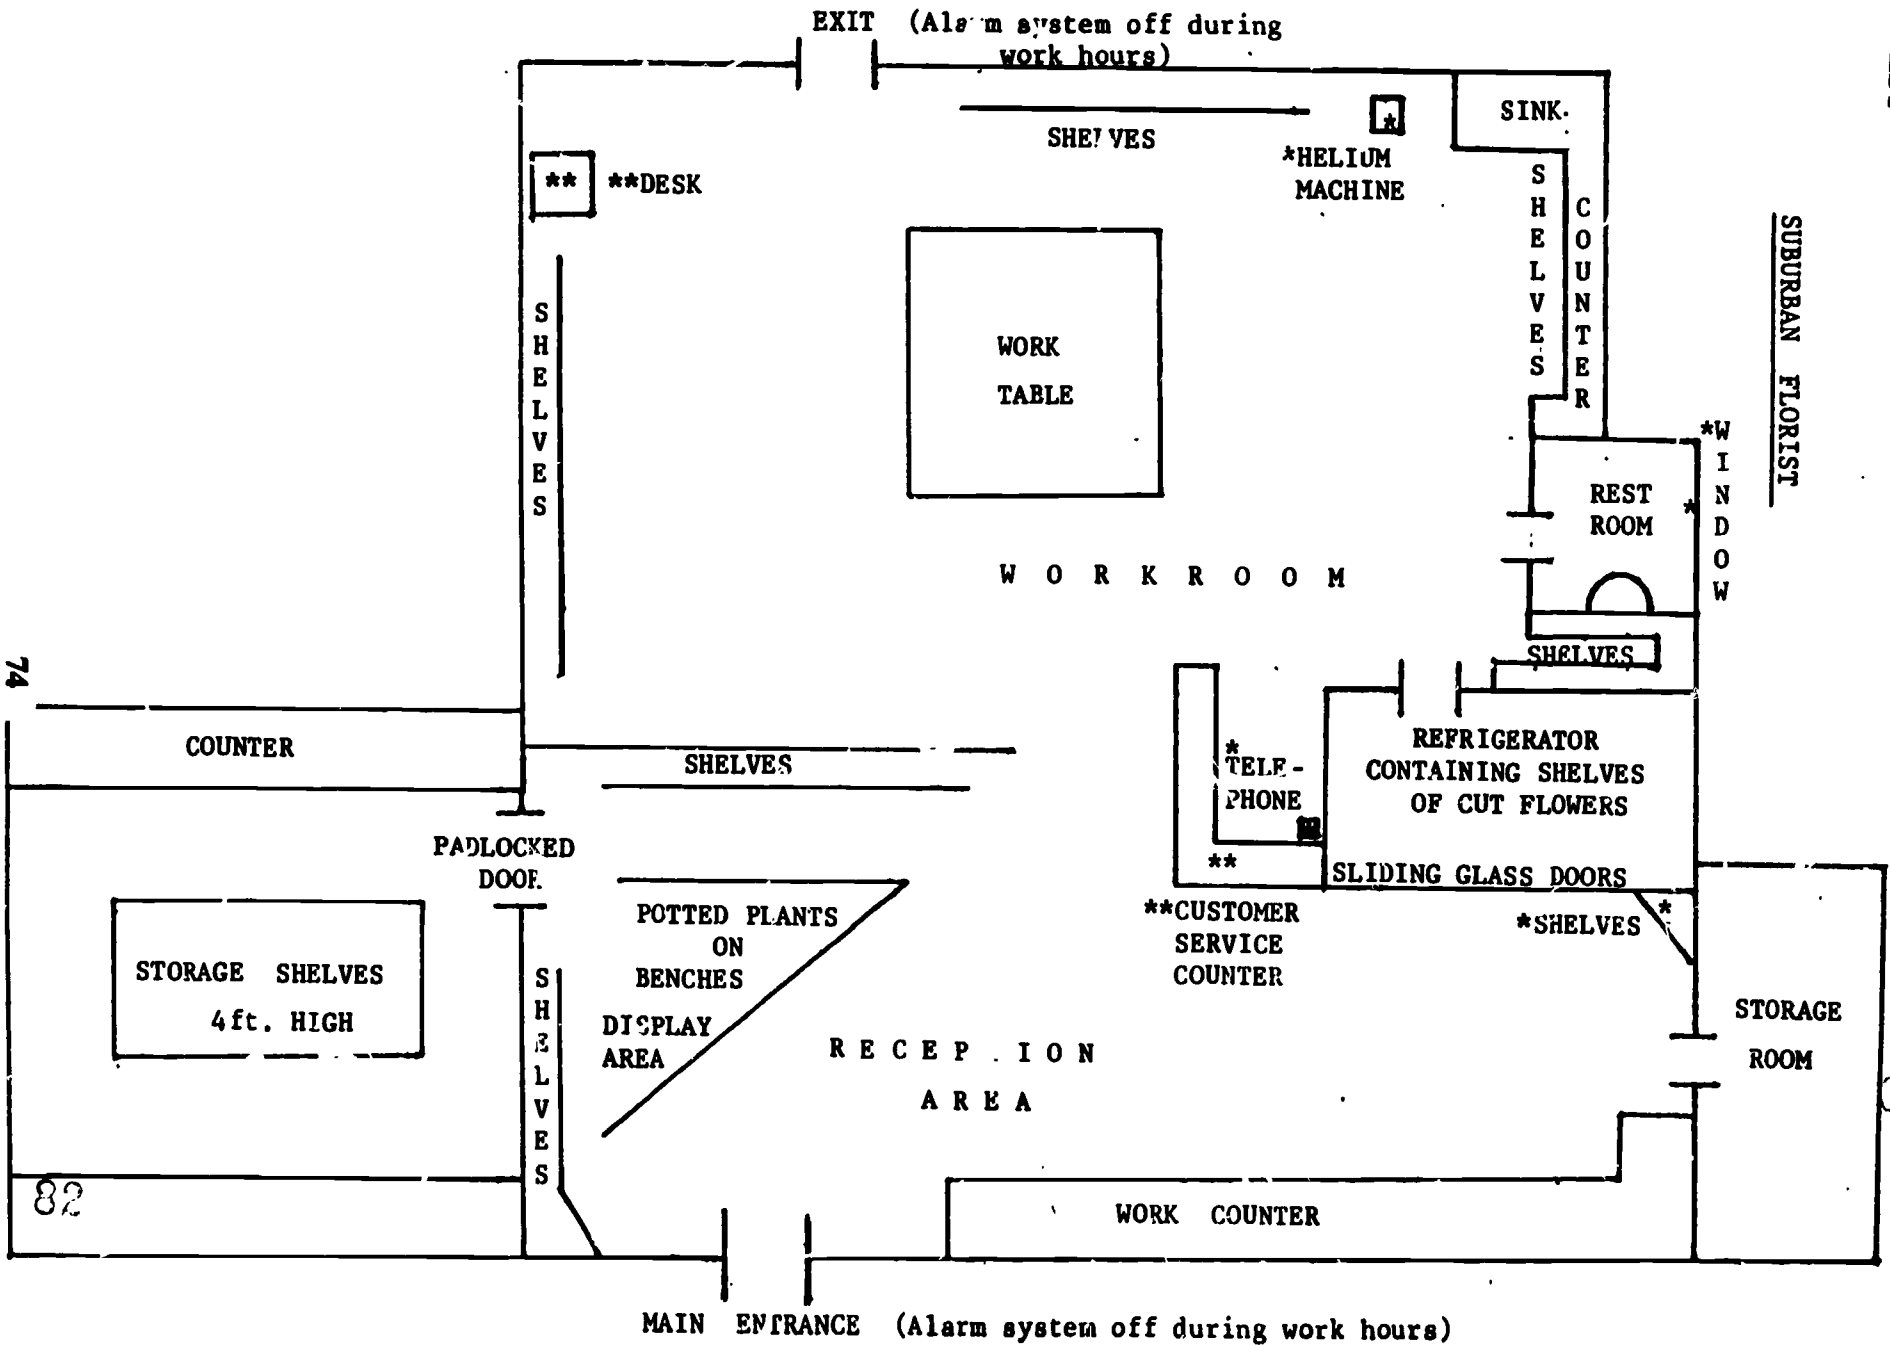 EXIT (Alarm system off during
work hours)
SINK
SHELVES
*HELIUM
MACHINE
*
** **DESK
SHELVES
COUNTER
SUBURBAN FLORIST
SHELVES
WORK
TABLE
*WINDOW
REST
ROOM
*
WORKROOM
SHELVES
74
COUNTER
SHELVES
*
TELE-
PHONE
REFRIGERATOR
CONTAINING SHELVES
OF CUT FLOWERS
PADLOCKED
DOOR
**
SLIDING GLASS DOORS
POTTED PLANTS
ON
BENCHES
**CUSTOMER
SERVICE
COUNTER
*SHELVES
*
STORAGE SHELVES
4ft. HIGH
SHELVES
DISPLAY
AREA
RECEPTION
AREA
STORAGE
ROOM
82
WORK COUNTER
MAIN ENTRANCE (Alarm system off during work hours)